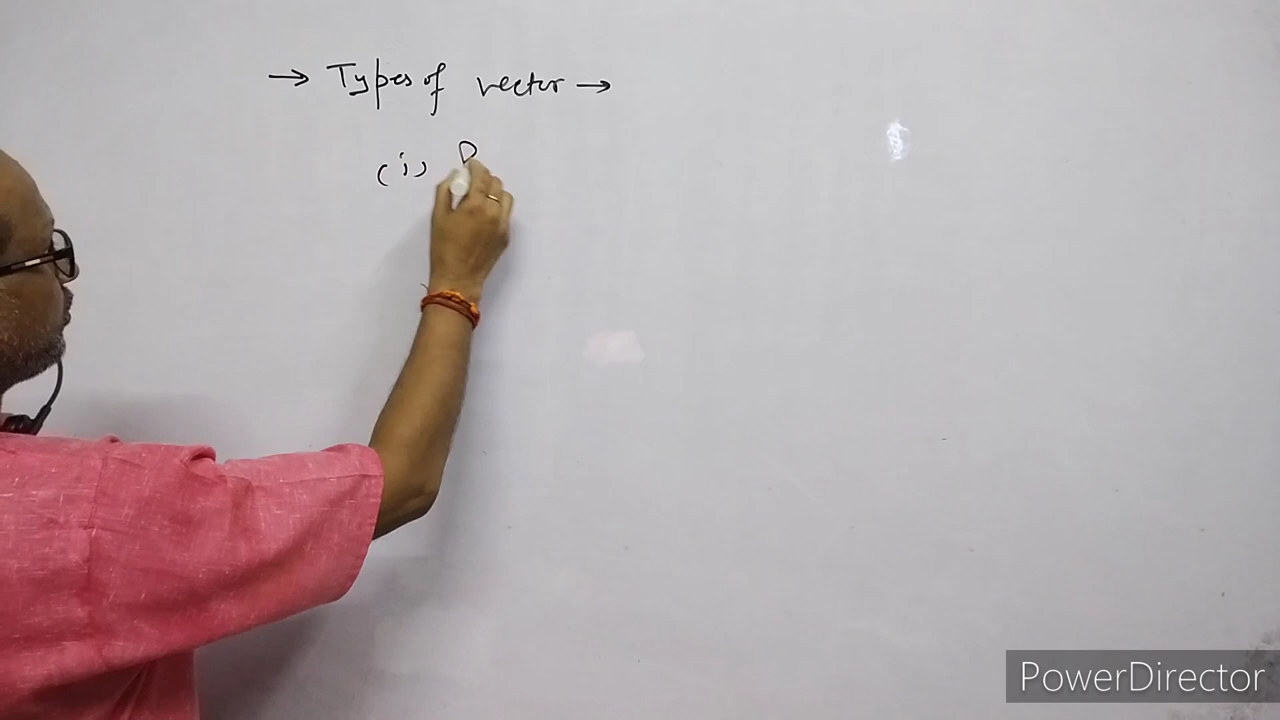 → Types of vector →
(i) P
PowerDirector